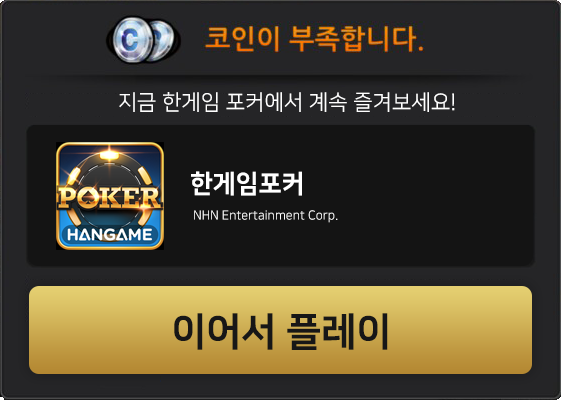 C
코인이 부족합니다.
지금 한게임 포커에서 계속 즐겨보세요!
POKER
HANGAME
한게임포커
NHN Entertainment Corp.
이어서 플레이